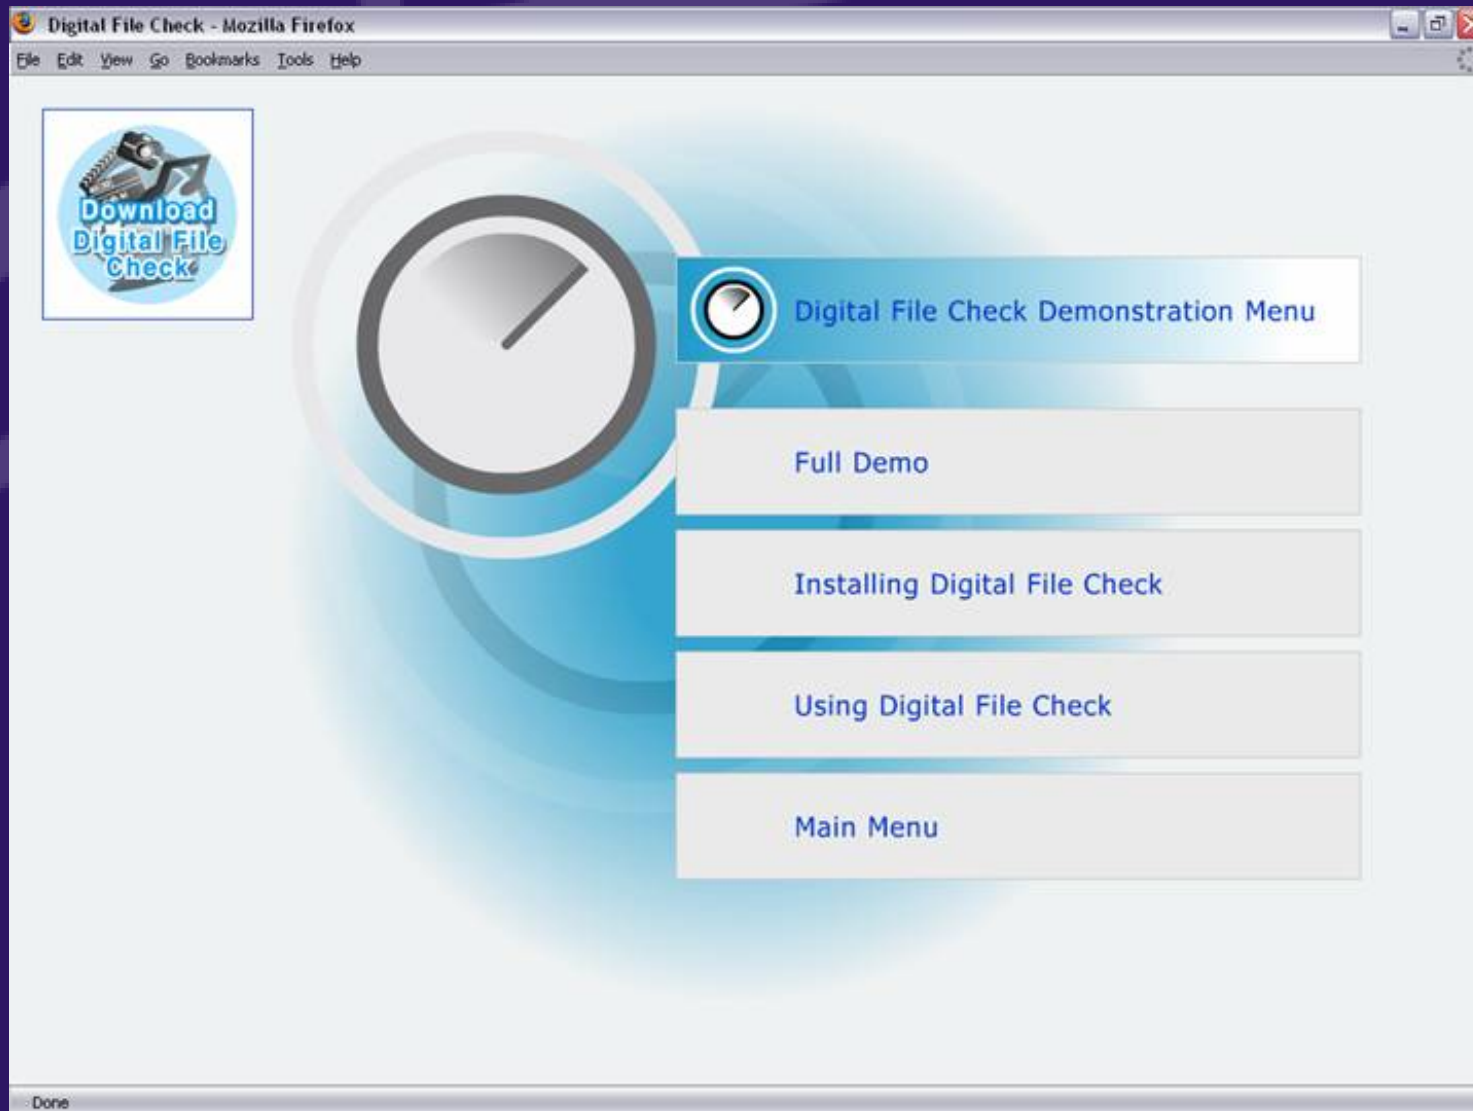 Digital File Check - Mozilla Firefox
File Edit View Go Bookmarks Tools Help
Download
Digital File
Check
Digital File Check Demonstration Menu
Full Demo
Installing Digital File Check
Using Digital File Check
Main Menu
Done